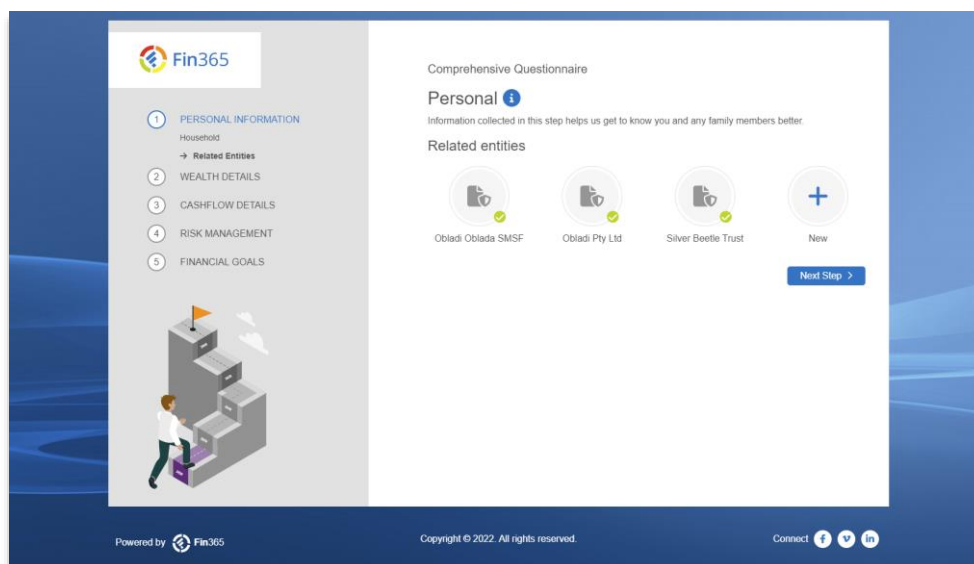 Fin365
1 PERSONAL INFORMATION
Household
→ Related Entities
2 WEALTH DETAILS
3 CASHFLOW DETAILS
4 RISK MANAGEMENT
5 FINANCIAL GOALS
Comprehensive Questionnaire
Personal i
Information collected in this step helps us get to know you and any family members better.
Related entities
Obladi Oblada SMSF
Obladi Pty Ltd
Silver Beetle Trust
New
Next Step >
Powered by Fin365
Copyright © 2022. All rights reserved.
Connect f v in